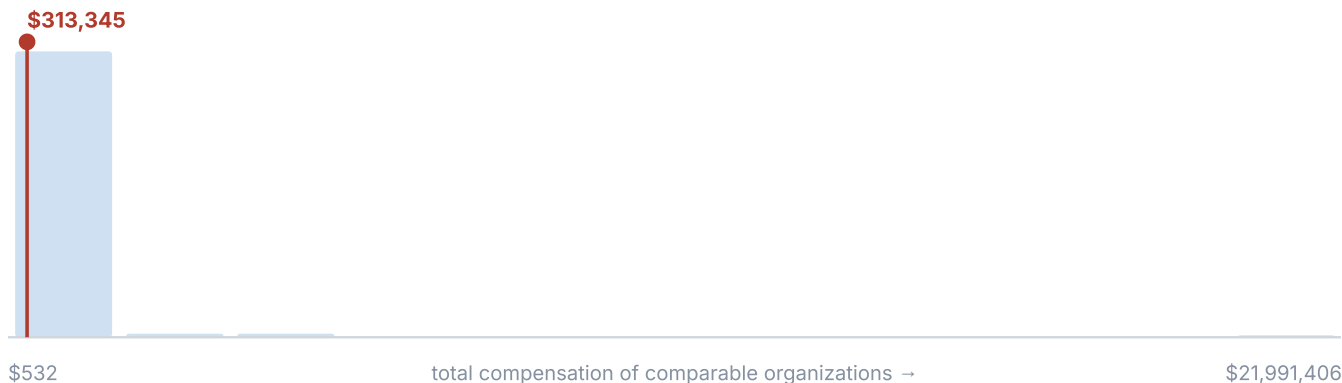 $313,345
$532
total compensation of comparable organizations →
$21,991,406